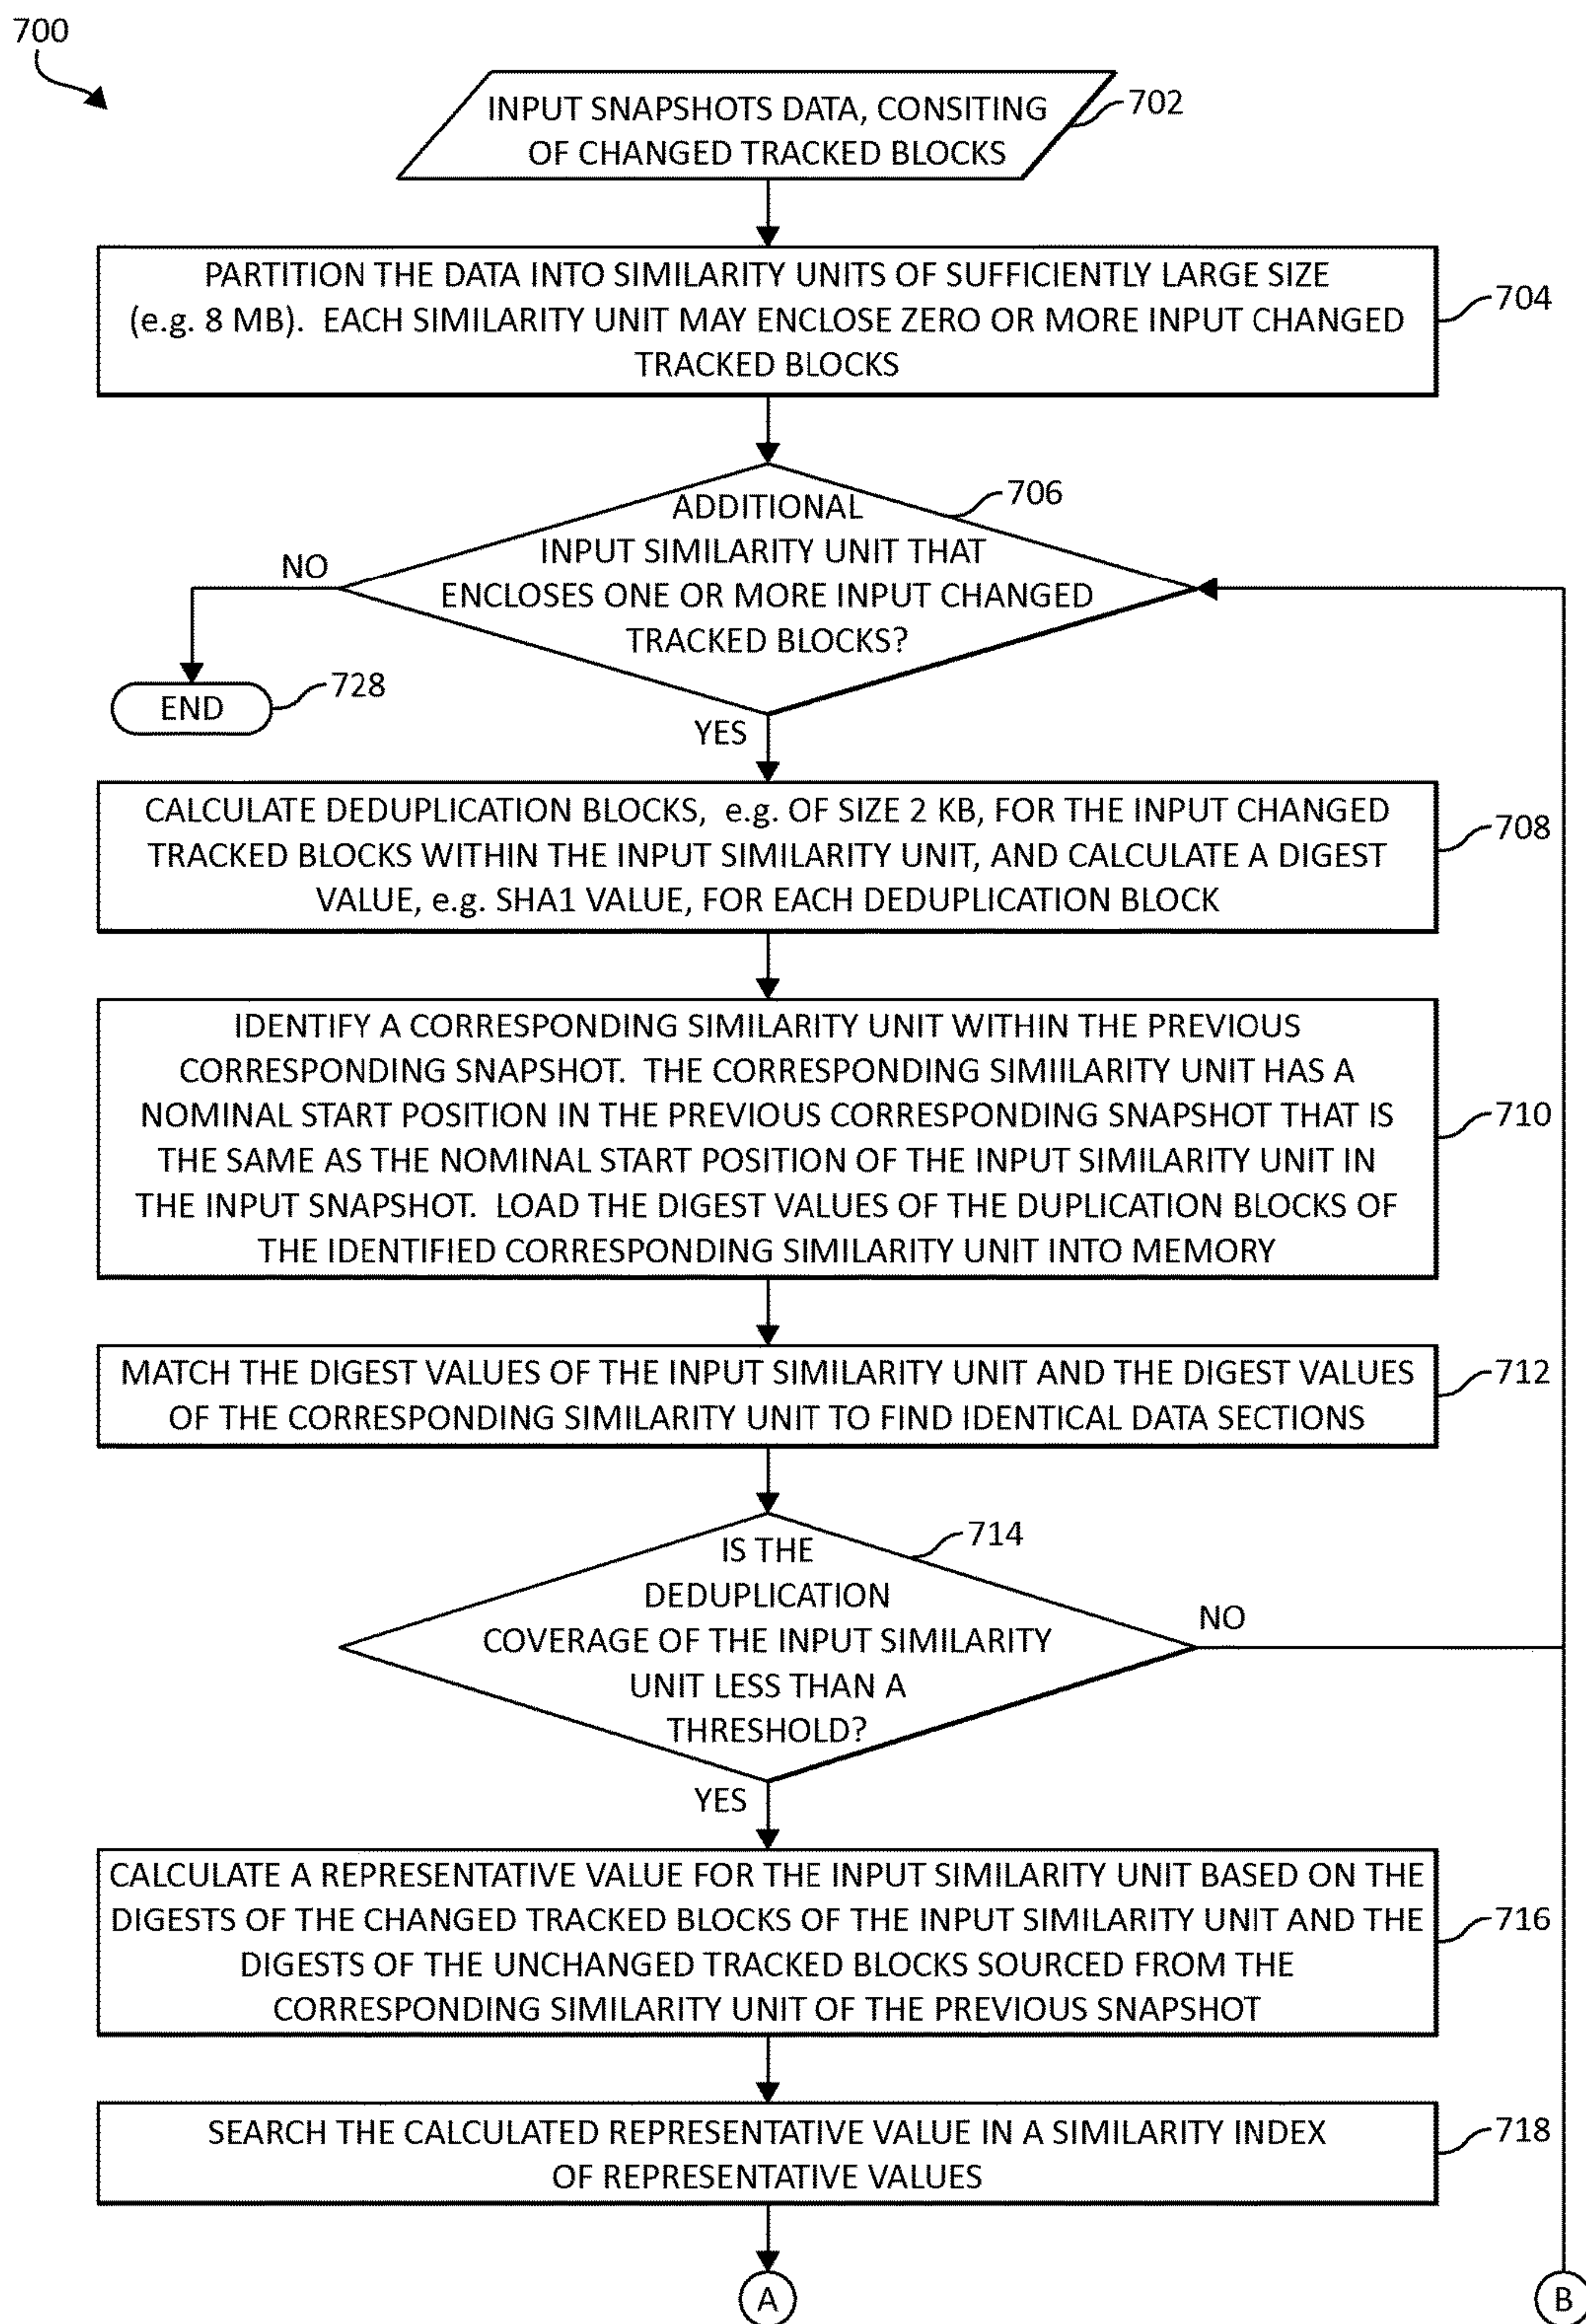 700
INPUT SNAPSHOTS DATA, CONSITING
OF CHANGED TRACKED BLOCKS
702
PARTITION THE DATA INTO SIMILARITY UNITS OF SUFFICIENTLY LARGE SIZE
(e.g. 8 MB).  EACH SIMILARITY UNIT MAY ENCLOSE ZERO OR MORE INPUT CHANGED
TRACKED BLOCKS
704
ADDITIONAL
INPUT SIMILARITY UNIT THAT
ENCLOSES ONE OR MORE INPUT CHANGED
TRACKED BLOCKS?
706
NO
END
728
YES
CALCULATE DEDUPLICATION BLOCKS,  e.g. OF SIZE 2 KB, FOR THE INPUT CHANGED
TRACKED BLOCKS WITHIN THE INPUT SIMILARITY UNIT, AND CALCULATE A DIGEST
VALUE, e.g. SHA1 VALUE, FOR EACH DEDUPLICATION BLOCK
708
IDENTIFY A CORRESPONDING SIMILARITY UNIT WITHIN THE PREVIOUS
CORRESPONDING SNAPSHOT.  THE CORRESPONDING SIMIILARITY UNIT HAS A
NOMINAL START POSITION IN THE PREVIOUS CORRESPONDING SNAPSHOT THAT IS
THE SAME AS THE NOMINAL START POSITION OF THE INPUT SIMILARITY UNIT IN
THE INPUT SNAPSHOT.  LOAD THE DIGEST VALUES OF THE DUPLICATION BLOCKS OF
THE IDENTIFIED CORRESPONDING SIMILARITY UNIT INTO MEMORY
710
MATCH THE DIGEST VALUES OF THE INPUT SIMILARITY UNIT AND THE DIGEST VALUES
OF THE CORRESPONDING SIMILARITY UNIT TO FIND IDENTICAL DATA SECTIONS
712
IS THE
DEDUPLICATION
COVERAGE OF THE INPUT SIMILARITY
UNIT LESS THAN A
THRESHOLD?
714
NO
YES
CALCULATE A REPRESENTATIVE VALUE FOR THE INPUT SIMILARITY UNIT BASED ON THE
DIGESTS OF THE CHANGED TRACKED BLOCKS OF THE INPUT SIMILARITY UNIT AND THE
DIGESTS OF THE UNCHANGED TRACKED BLOCKS SOURCED FROM THE
CORRESPONDING SIMILARITY UNIT OF THE PREVIOUS SNAPSHOT
716
SEARCH THE CALCULATED REPRESENTATIVE VALUE IN A SIMILARITY INDEX
OF REPRESENTATIVE VALUES
718
A
B